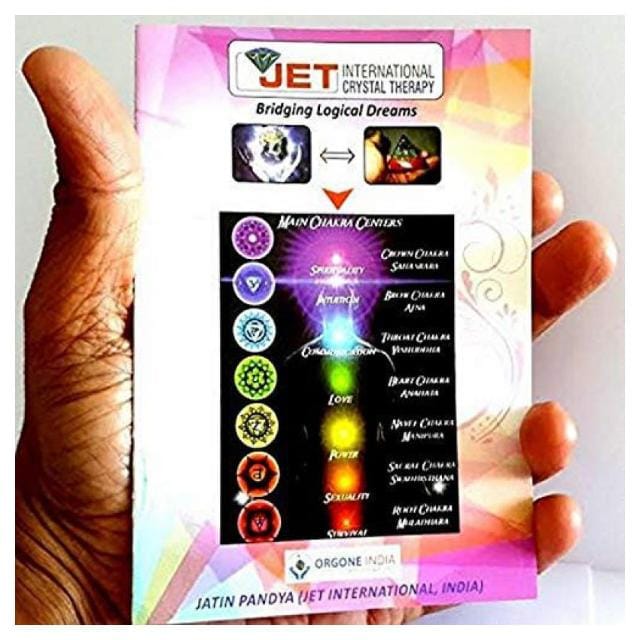 JET INTERNATIONAL
CRYSTAL THERAPY
Bridging Logical Dreams
MAIN CHAKRA CENTERS
CROWN CHAKRA
SAHASRARA
SPIRITUALITY
INTUITION
BROW CHAKRA
AJNA
THROAT CHAKRA
VISHUDDHA
COMMUNICATION
HEART CHAKRA
ANAHATA
LOVE
NAVEL CHAKRA
MANIPURA
POWER
SACRAL CHAKRA
SWADHISTHANA
SEXUALITY
ROOT CHAKRA
MULADHARA
SURVIVAL
ORGONE INDIA
JATIN PANDYA (JET INTERNATIONAL, INDIA)